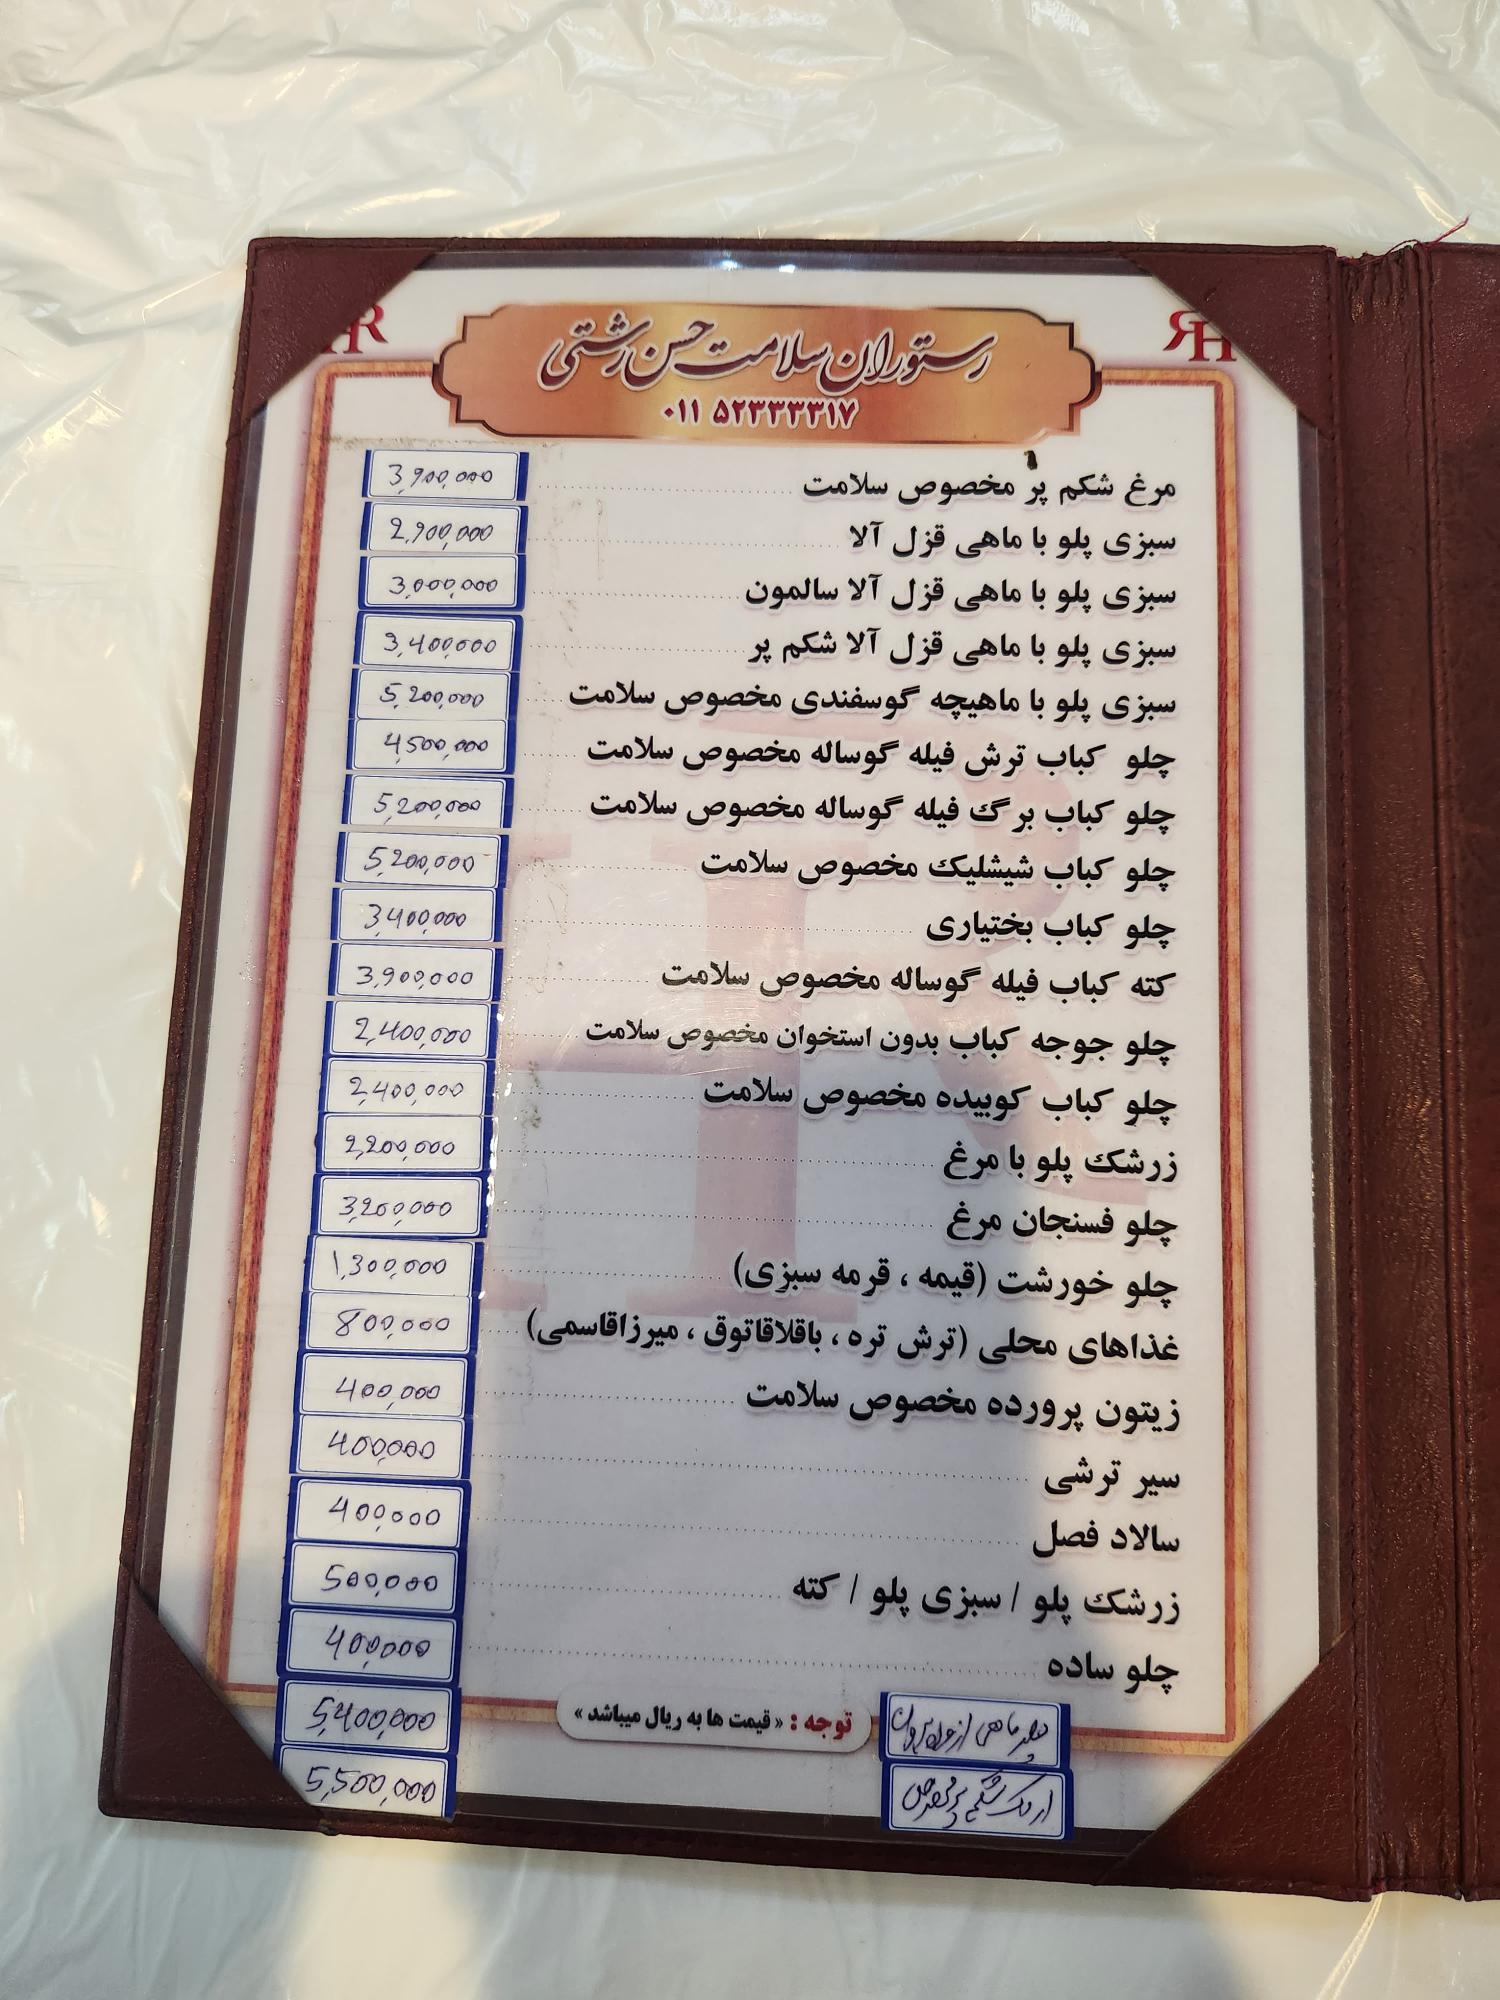 RH
RH
رستوران سلامت حسن رشتی
۰۱۱ ۵۲۳۳۳۳۱۷
مرغ شکم پر مخصوص سلامت 3,900,000
سبزی پلو با ماهی قزل آلا 2,900,000
سبزی پلو با ماهی قزل آلا سالمون 3,000,000
سبزی پلو با ماهی قزل آلا شکم پر 3,400,000
سبزی پلو با ماهیچه گوسفندی مخصوص سلامت 5,200,000
چلو کباب ترش فیله گوساله مخصوص سلامت 4,500,000
چلو کباب برگ فیله گوساله مخصوص سلامت 5,200,000
چلو کباب شیشلیک مخصوص سلامت 5,200,000
چلو کباب بختیاری 3,400,000
کته کباب فیله گوساله مخصوص سلامت 3,900,000
چلو جوجه کباب بدون استخوان مخصوص سلامت 2,400,000
چلو کباب کوبیده مخصوص سلامت 2,400,000
زرشک پلو با مرغ 2,200,000
چلو فسنجان مرغ 3,200,000
چلو خورشت (قیمه ، قرمه سبزی) 1,300,000
غذاهای محلی (ترش تره ، باقلاقاتوق ، میرزاقاسمی) 800,000
زیتون پرورده مخصوص سلامت 400,000
سیر ترشی 400,000
سالاد فصل 400,000
زرشک پلو / سبزی پلو / کته 500,000
چلو ساده 400,000
توجه : « قیمت ها به ریال میباشد »
ماهی 5,400,000
اردک شکم پر 5,500,000